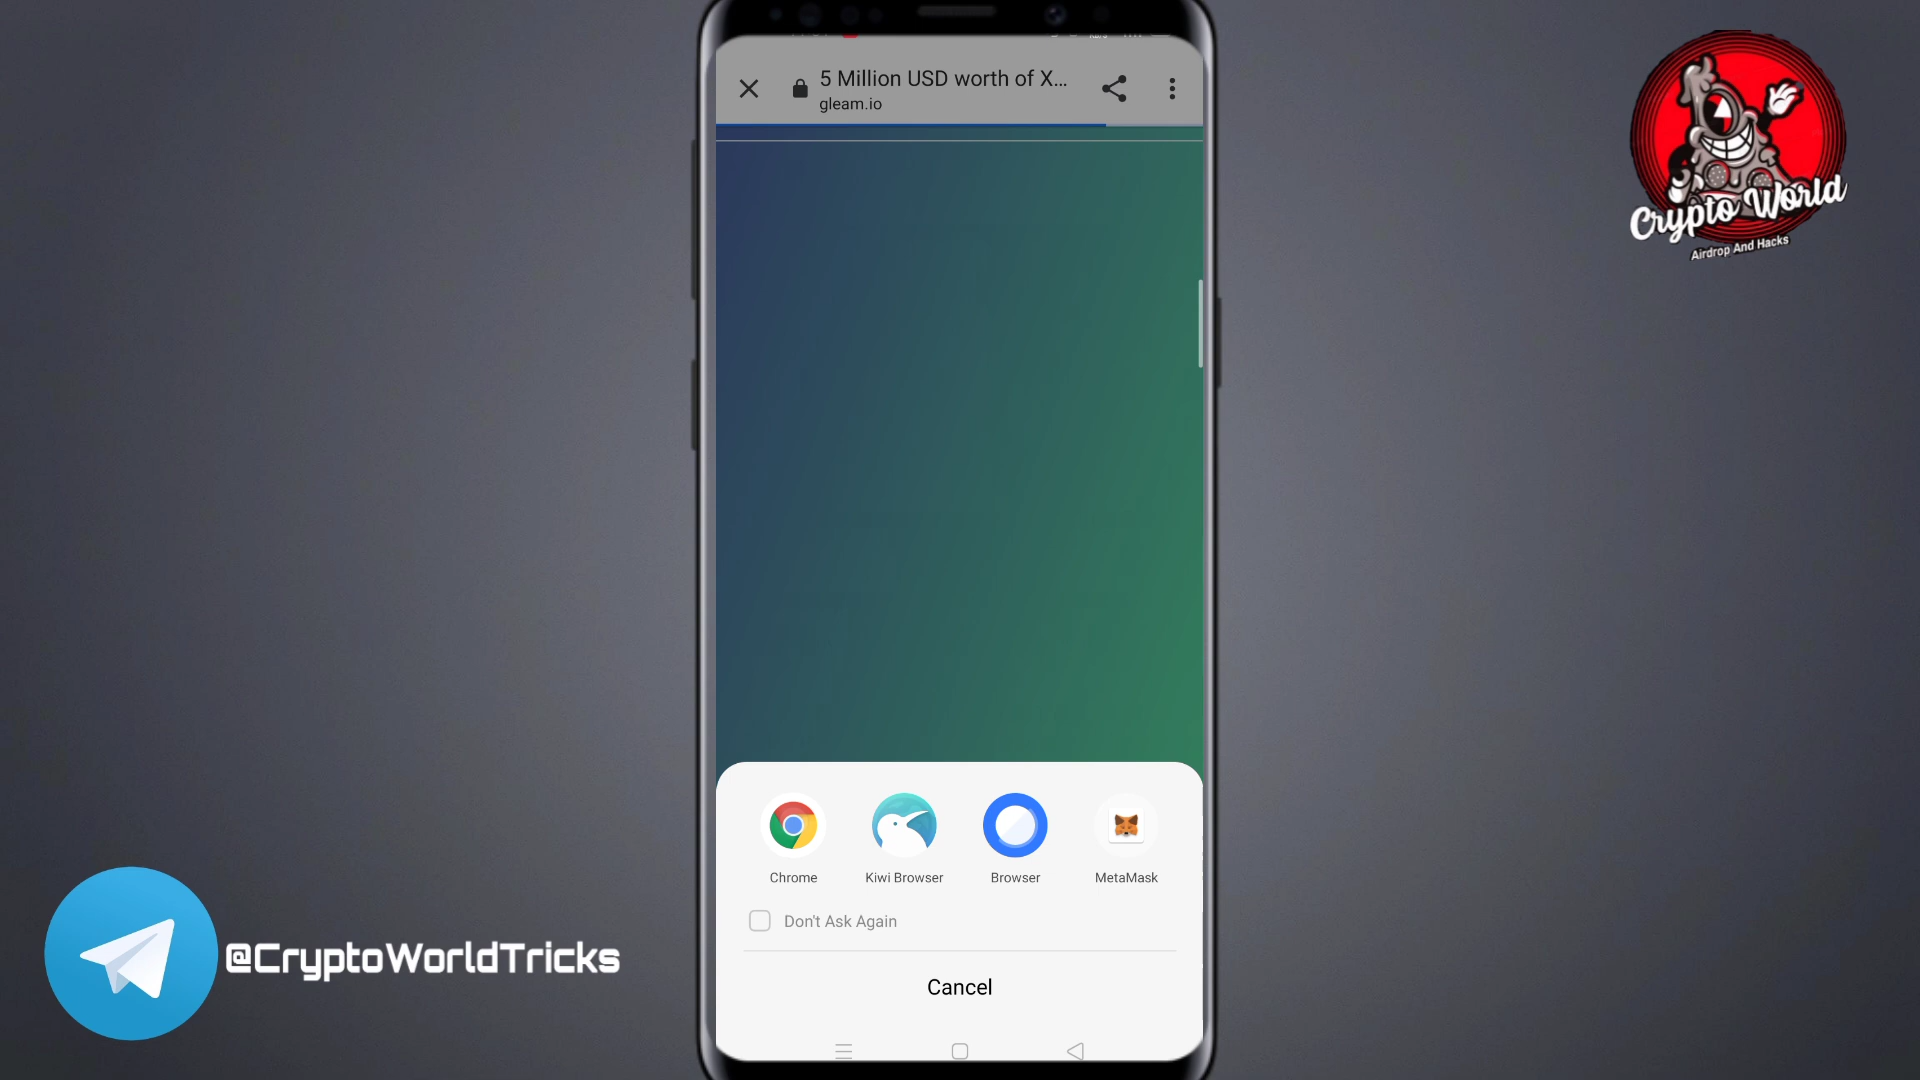 5 Million USD worth of X...
gleam.io
Crypto World
Airdrop And Hacks
Chrome
Kiwi Browser
Browser
MetaMask
Don't Ask Again
Cancel
@CryptoWorldTricks